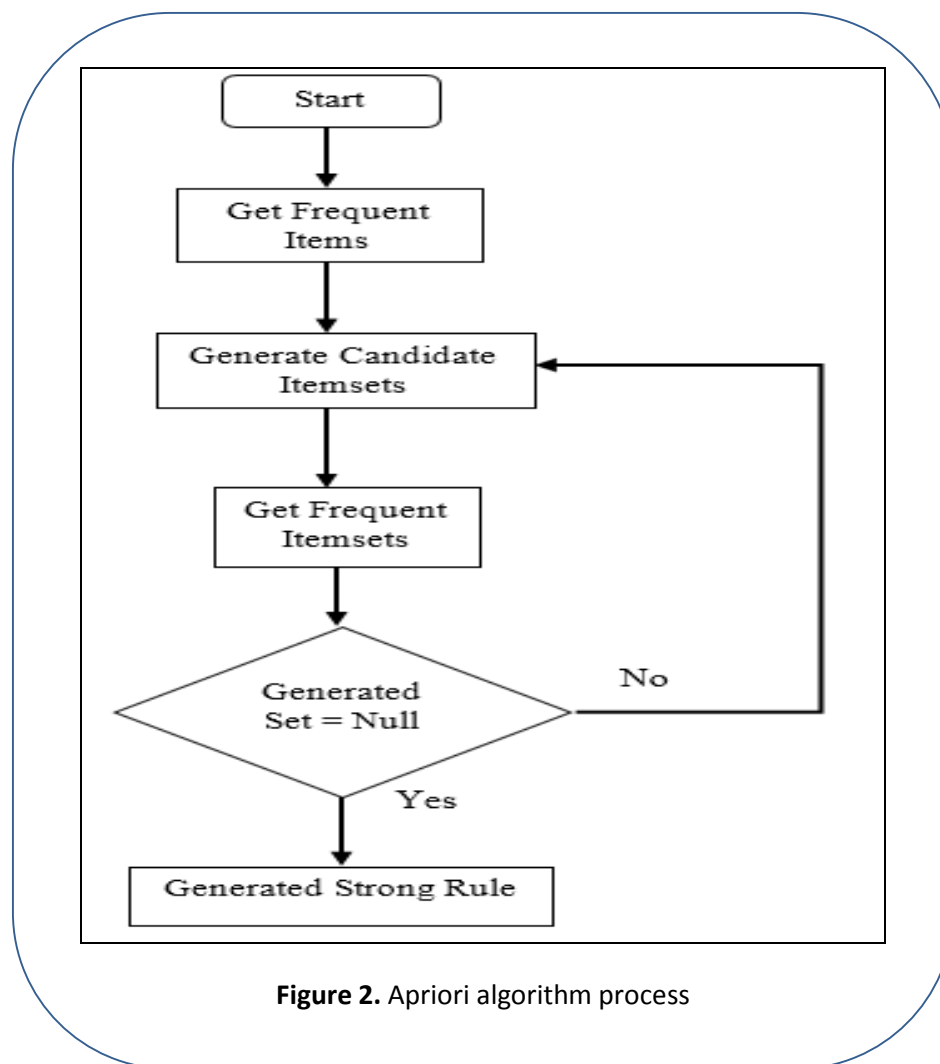 Start
Get Frequent
Items
Generate Candidate
Itemsets
Get Frequent
Itemsets
Generated
Set = Null
No
Yes
Generated Strong Rule
Figure 2. Apriori algorithm process